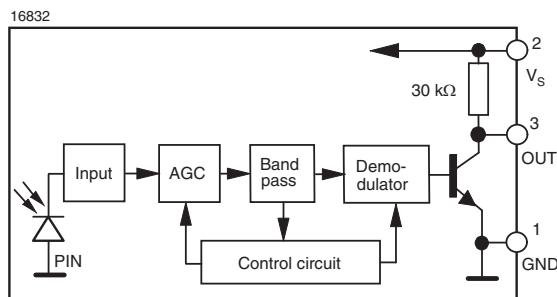 16832
2
V_S
30 kΩ
3
OUT
Input
AGC
Band
pass
Demo-
dulator
1
GND
PIN
Control circuit